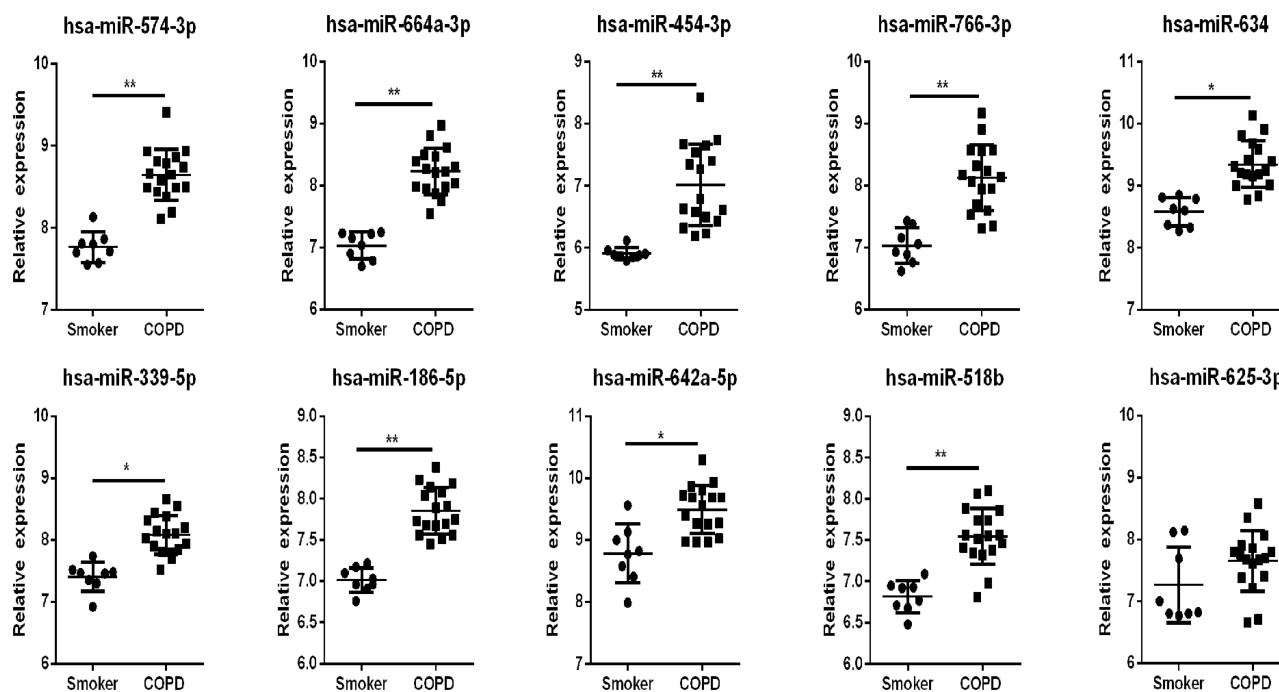 hsa-miR-574-3p
hsa-miR-664a-3p
hsa-miR-454-3p
hsa-miR-766-3p
hsa-miR-634
10
9
8
7
Relative expression
**
Smoker
COPD
10
9
8
7
6
Relative expression
**
Smoker
COPD
9
8
7
6
5
Relative expression
**
Smoker
COPD
10
9
8
7
6
Relative expression
**
Smoker
COPD
11
10
9
8
7
Relative expression
*
Smoker
COPD
hsa-miR-339-5p
hsa-miR-186-5p
hsa-miR-642a-5p
hsa-miR-518b
hsa-miR-625-3p
10
9
8
7
6
Relative expression
*
Smoker
COPD
9.0
8.5
8.0
7.5
7.0
6.5
6.0
Relative expression
**
Smoker
COPD
11
10
9
8
7
Relative expression
*
Smoker
COPD
9.0
8.5
8.0
7.5
7.0
6.5
6.0
Relative expression
**
Smoker
COPD
10
9
8
7
6
Relative expression
Smoker
COPD